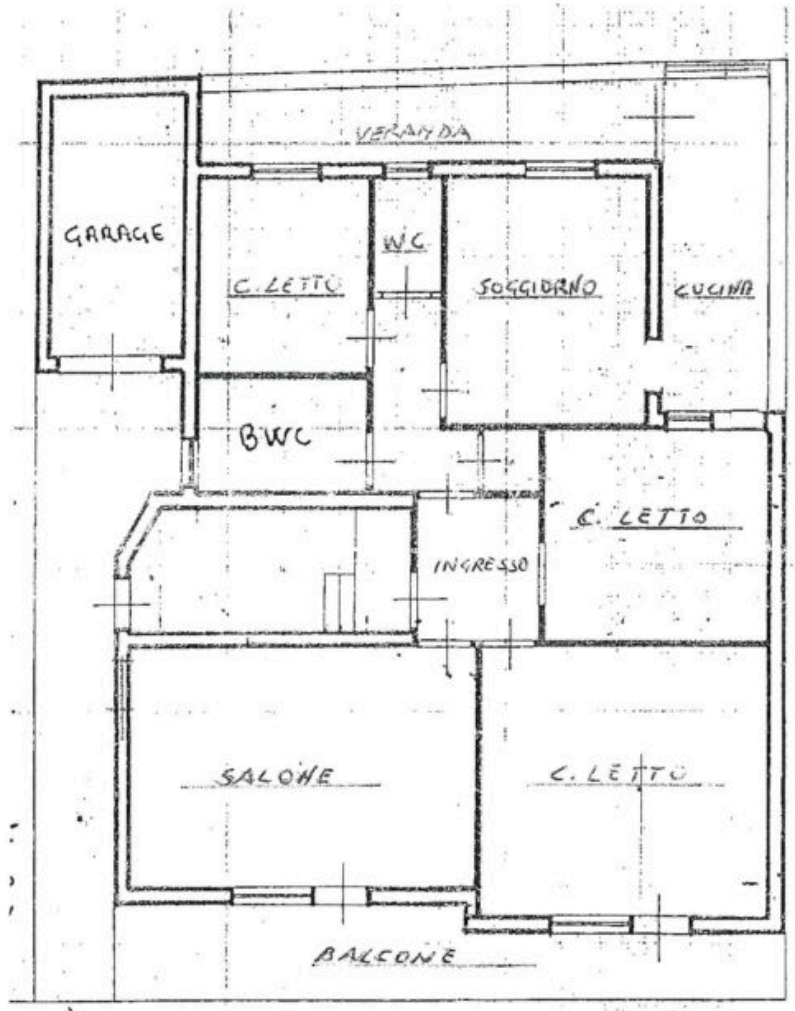 VERANDA
GARAGE
WC
C. LETTO
SOGGIORNO
CUCINA
BWC
C. LETTO
INGRESSO
SALONE
C. LETTO
BALCONE